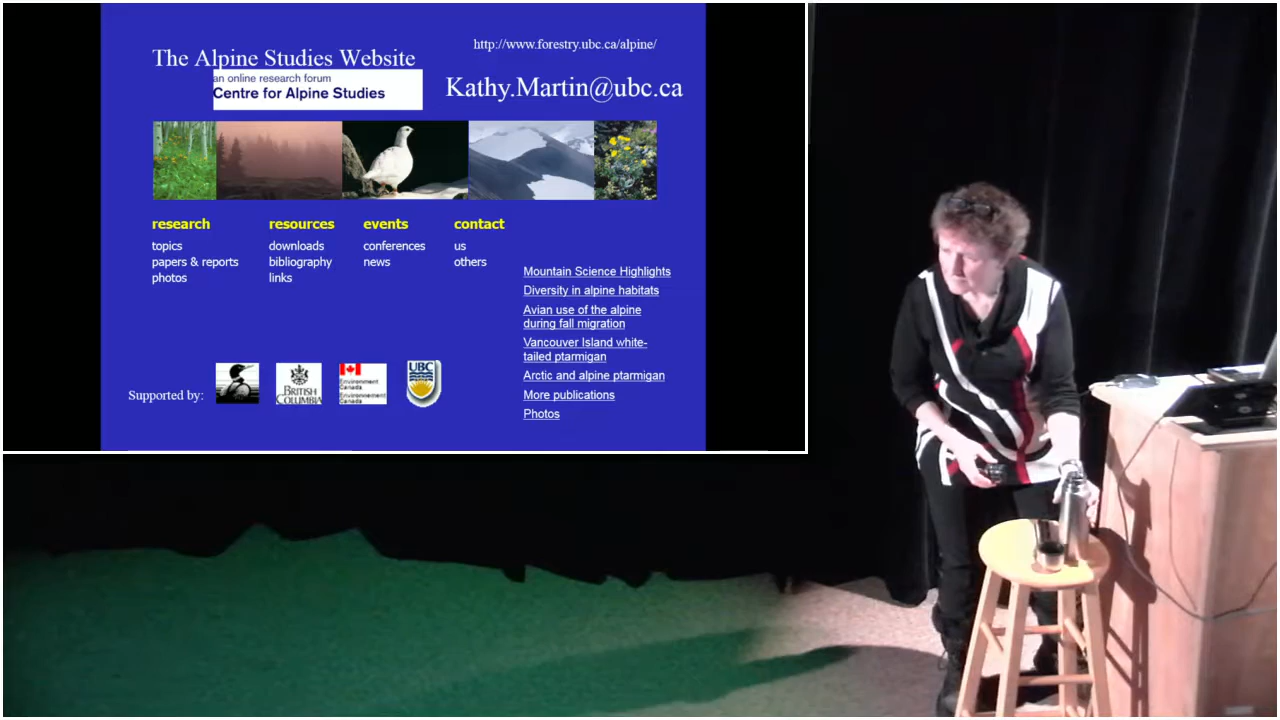 The Alpine Studies Website
http://www.forestry.ubc.ca/alpine/
an online research forum
Centre for Alpine Studies
Kathy.Martin@ubc.ca
research
topics
papers & reports
photos
resources
downloads
bibliography
links
events
conferences
news
contact
us
others
Mountain Science Highlights
Diversity in alpine habitats
Avian use of the alpine
during fall migration
Vancouver Island white-
tailed ptarmigan
Arctic and alpine ptarmigan
More publications
Photos
Supported by:
BRITISH
COLUMBIA
Environment
Canada
Environnement
Canada
UBC